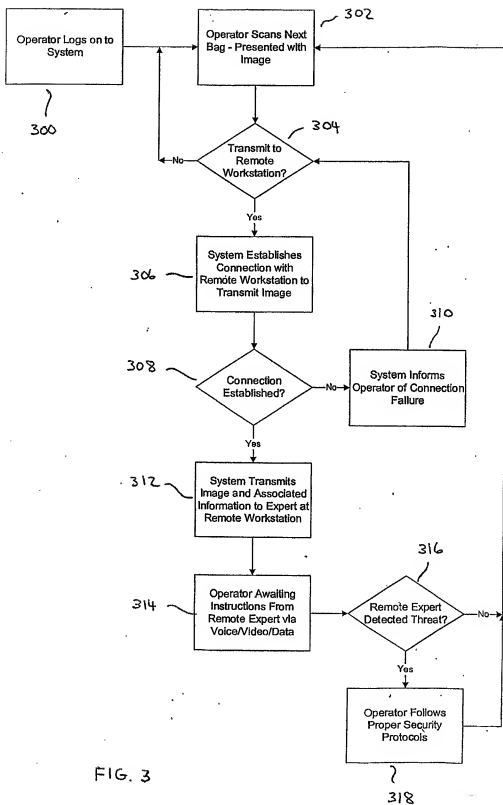 Operator Logs on to
System
300
Operator Scans Next
Bag - Presented with
Image
302
304
Transmit to
Remote
Workstation?
No
Yes
306
System Establishes
Connection with
Remote Workstation to
Transmit Image
310
308
Connection
Established?
No
System Informs
Operator of Connection
Failure
Yes
312
System Transmits
Image and Associated
Information to Expert at
Remote Workstation
316
314
Operator Awaiting
Instructions From
Remote Expert via
Voice/Video/Data
Remote Expert
Detected Threat?
No
Yes
Operator Follows
Proper Security
Protocols
318
FIG. 3